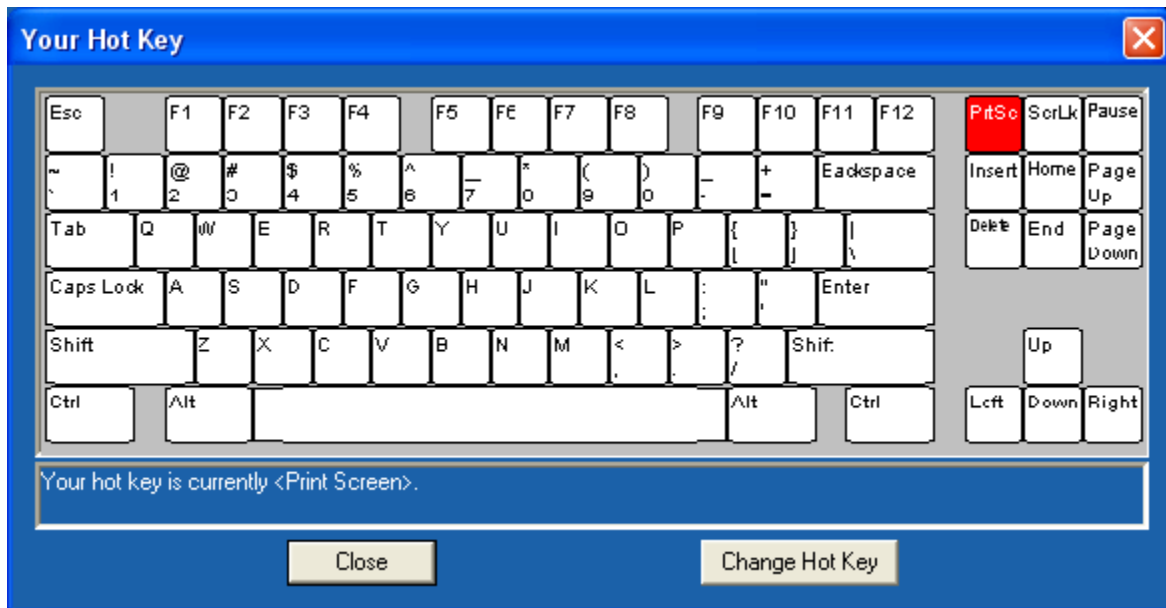 Your Hot Key
Esc F1 F2 F3 F4 F5 F6 F7 F8 F9 F10 F11 F12 PrtSc ScrLk Pause
~ ! @ # $ % ^ _ * ( ) _ + Backspace Insert Home Page
` 1 2 3 4 5 6 7 0 9 0 - = Up
Tab Q W E R T Y U I O P { } | Delete End Page
[ ] \ Down
Caps Lock A S D F G H J K L : " Enter
; '
Shift Z X C V B N M < > ? Shift Up
, . /
Ctrl Alt Alt Ctrl Left Down Right
Your hot key is currently <Print Screen>.
Close Change Hot Key